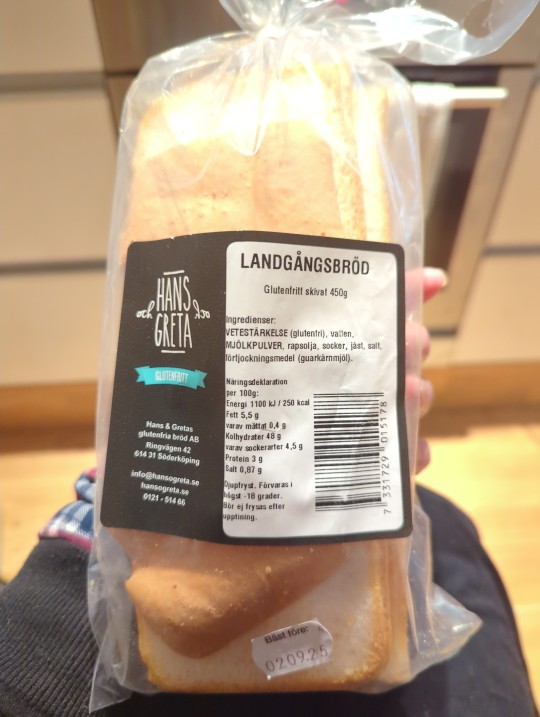 HANS
och
GRETA
GLUTENFRITT
Hans & Gretas
glutenfria bröd AB
Ringvägen 42
614 31 Söderköping
info@hansogreta.se
hansogreta.se
0121 - 514 66
LANDGÅNGSBRÖD
Glutenfritt skivat 450g
Ingredienser:
VETESTÄRKELSE (glutenfri), vatten,
MJÖLKPULVER, rapsolja, socker, jäst, salt,
förtjockningsmedel (guarkärnmjöl).
Näringsdeklaration
per 100g:
Energi 1100 kJ / 250 kcal
Fett 5,5 g
varav mättat 0,4 g
Kolhydrater 48 g
varav sockerarter 4,5 g
Protein 3 g
Salt 0,87 g
Djupfryst. Förvaras i
högst -18 grader.
Bör ej frysas efter
upptining.
7 331729 015178
Bäst före:
020925